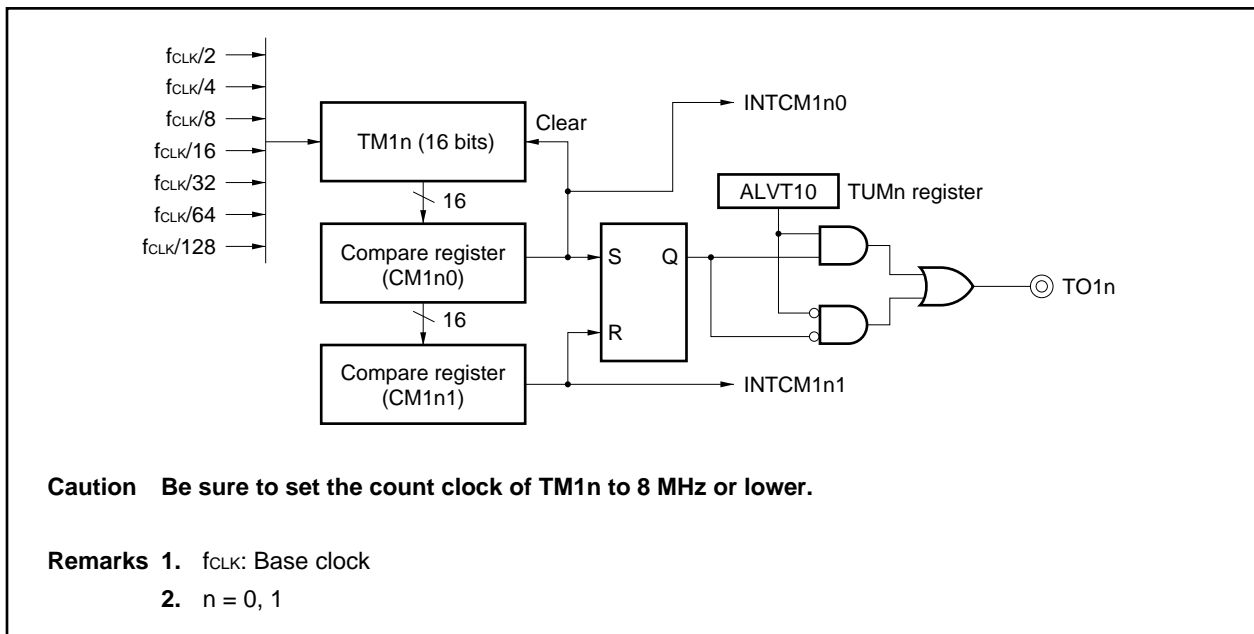 fCLK/2
fCLK/4
fCLK/8
fCLK/16
fCLK/32
fCLK/64
fCLK/128
TM1n (16 bits)
Clear
INTCM1n0
16
ALVT10
TUMn register
Compare register
(CM1n0)
S
Q
TO1n
16
R
Compare register
(CM1n1)
INTCM1n1
Caution Be sure to set the count clock of TM1n to 8 MHz or lower.
Remarks 1. fCLK: Base clock
2. n = 0, 1